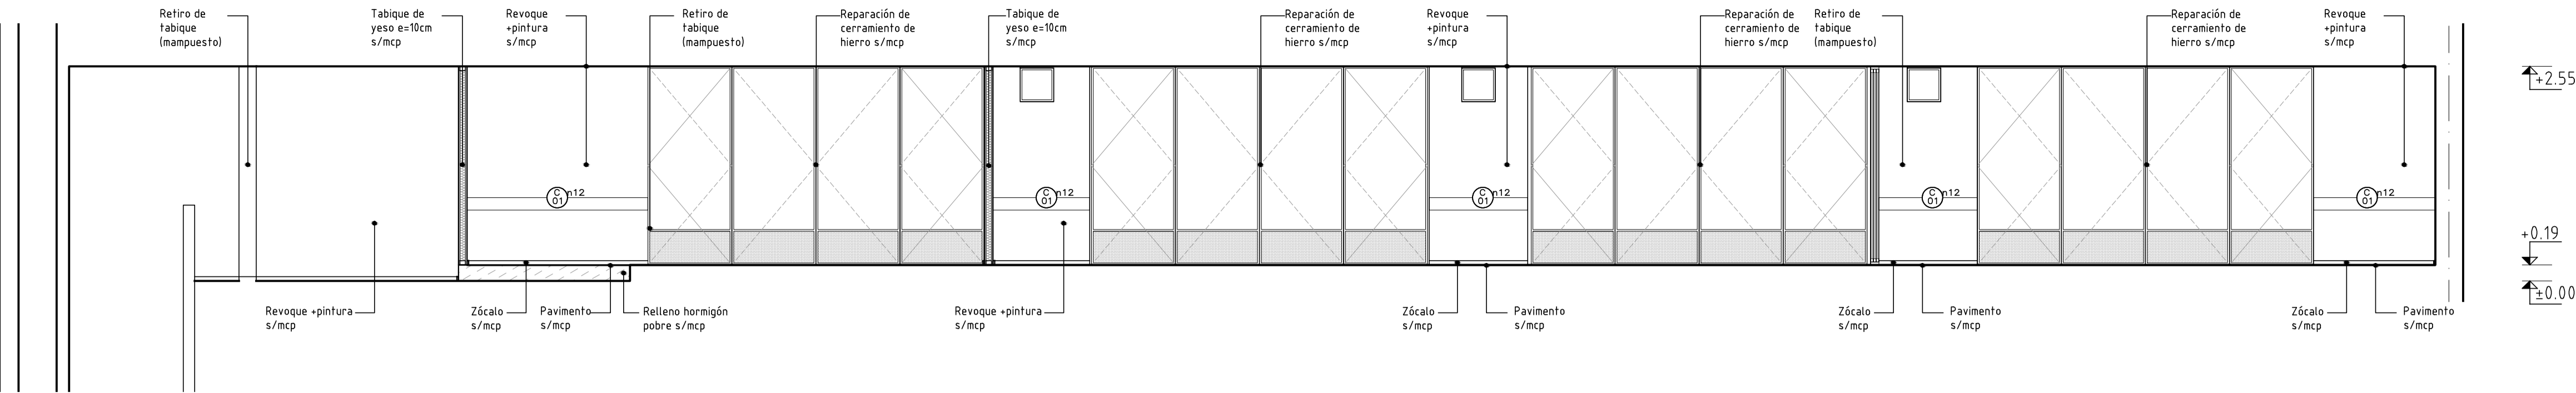 Retiro de
tabique
(mampuesto)
Tabique de
yeso e=10cm
s/mcp
Revoque
+pintura
s/mcp
Retiro de
tabique
(mampuesto)
Reparación de
cerramiento de
hierro s/mcp
Tabique de
yeso e=10cm
s/mcp
Reparación de
cerramiento de
hierro s/mcp
Revoque
+pintura
s/mcp
Reparación de
cerramiento de
hierro s/mcp
Retiro de
tabique
(mampuesto)
Reparación de
cerramiento de
hierro s/mcp
Revoque
+pintura
s/mcp
+2.55
C n12
01
C n12
01
C n12
01
C n12
01
C n12
01
+0.19
±0.00
Revoque +pintura
s/mcp
Zócalo
s/mcp
Pavimento
s/mcp
Relleno hormigón
pobre s/mcp
Revoque +pintura
s/mcp
Zócalo
s/mcp
Pavimento
s/mcp
Zócalo
s/mcp
Pavimento
s/mcp
Zócalo
s/mcp
Pavimento
s/mcp